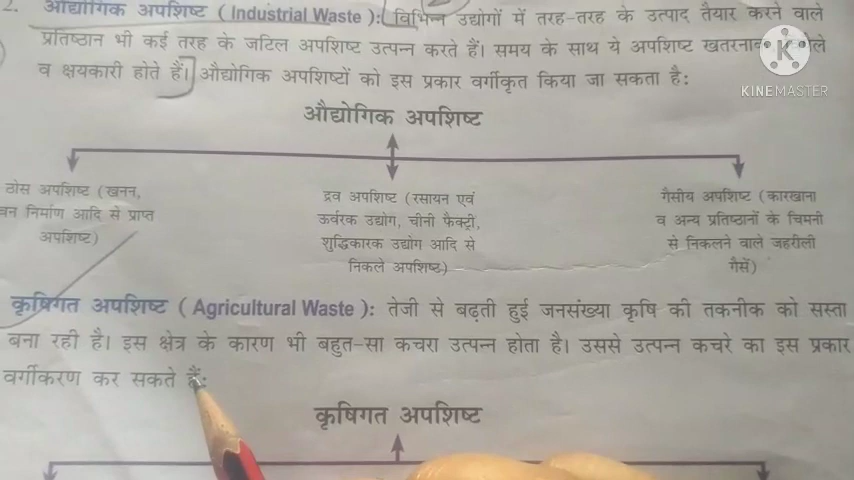 2. औद्योगिक अपशिष्ट ( Industrial Waste ): विभिन्न उद्योगों में तरह-तरह के उत्पाद तैयार करने वाले
प्रतिष्ठान भी कई तरह के जटिल अपशिष्ट उत्पन्न करते हैं। समय के साथ ये अपशिष्ट
व क्षयकारी होते हैं। औद्योगिक अपशिष्टों को इस प्रकार वर्गीकृत किया जा सकता है:
KINEMASTER
औद्योगिक अपशिष्ट
ठोस अपशिष्ट (खनन,
निर्माण आदि से प्राप्त
अपशिष्ट)
द्रव अपशिष्ट (रसायन एवं
ऊर्वरक उद्योग, चीनी फैक्ट्री,
शुद्धिकारक उद्योग आदि से
निकले अपशिष्ट)
गैसीय अपशिष्ट (कारखाना
व अन्य प्रतिष्ठानों के चिमनी
से निकलने वाले जहरीली
गैसें)
कृषिगत अपशिष्ट ( Agricultural Waste ): तेजी से बढ़ती हुई जनसंख्या कृषि की तकनीक को सस्ता
बना रही है। इस क्षेत्र के कारण भी बहुत-सा कचरा उत्पन्न होता है। उससे उत्पन्न कचरे का इस प्रकार
वर्गीकरण कर सकते हैं:
कृषिगत अपशिष्ट